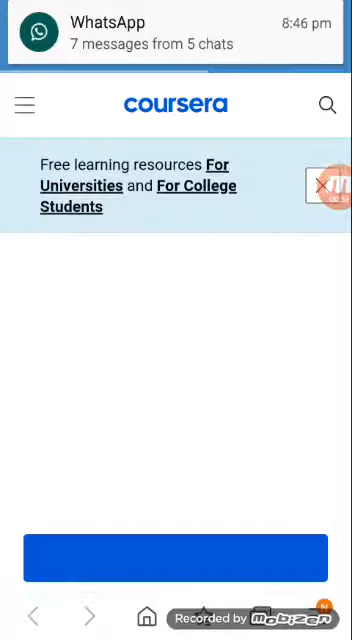 WhatsApp
8:46 pm
7 messages from 5 chats
coursera
Free learning resources For
Universities and For College
Students
N
Recorded by mobizen